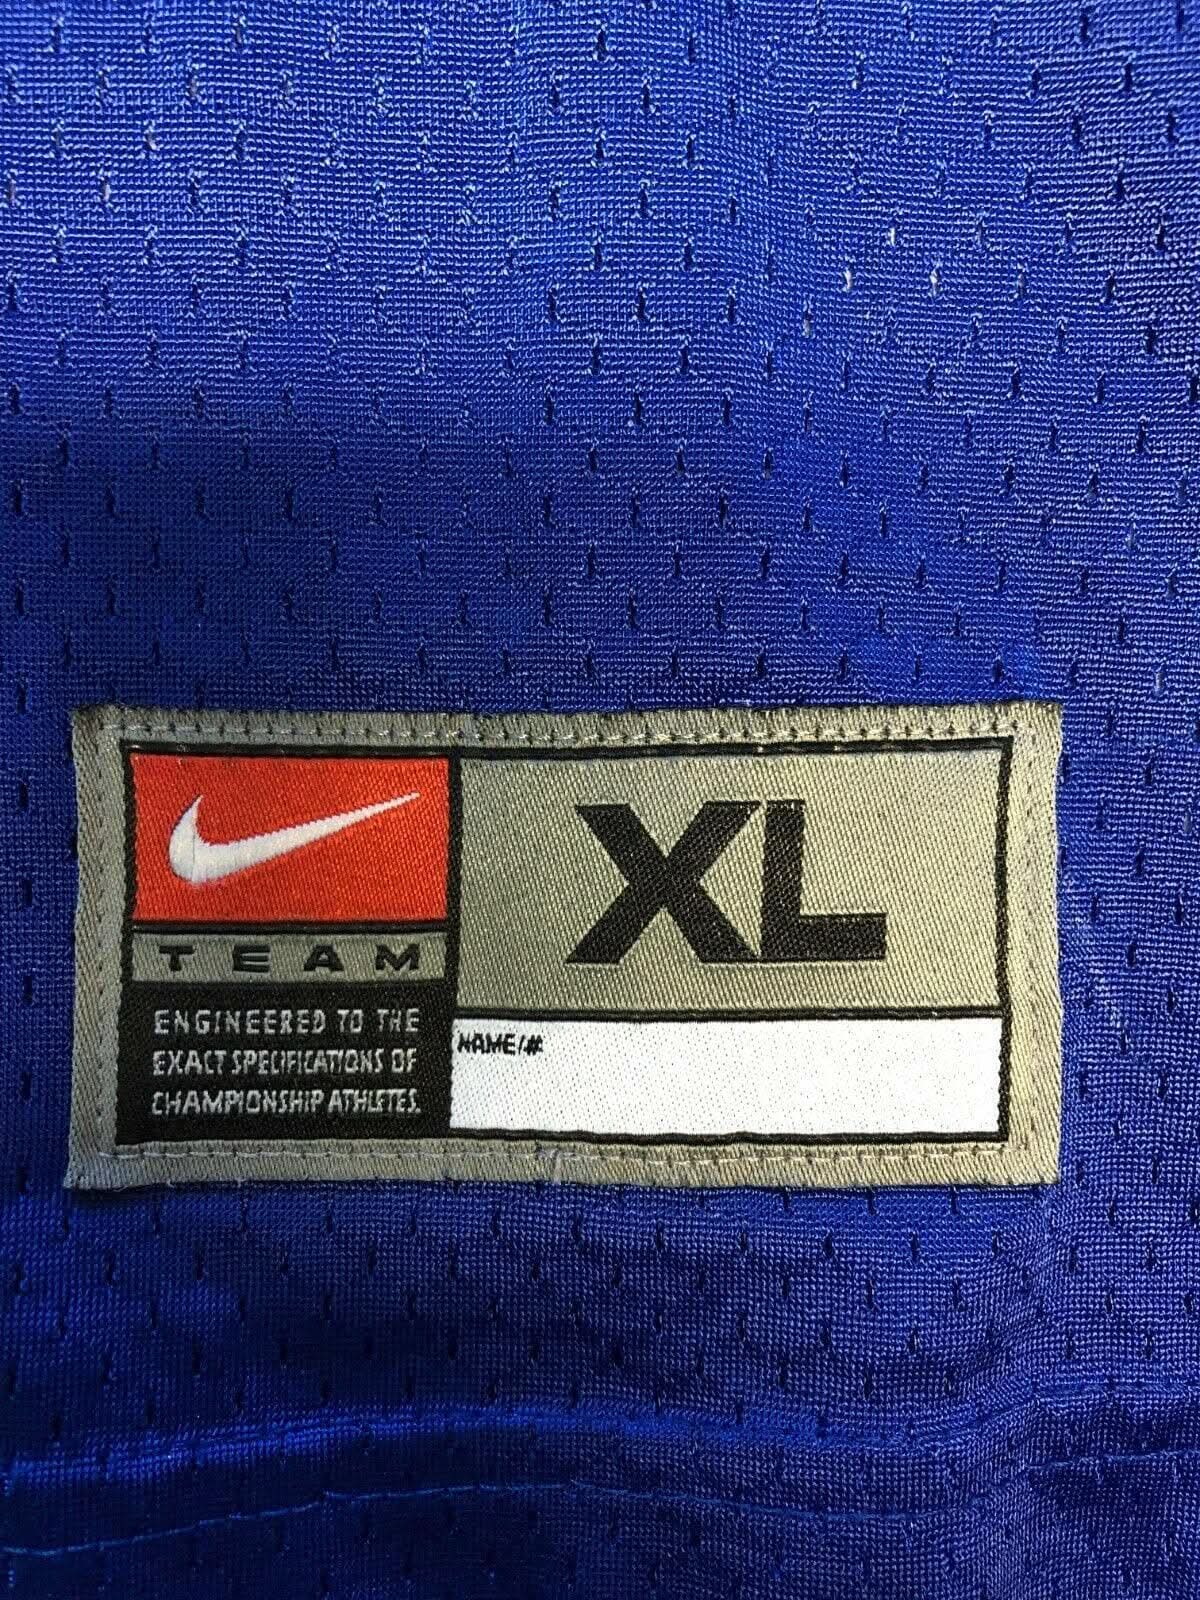 XL
TEAM
ENGINEERED TO THE
EXACT SPECIFICATIONS OF
CHAMPIONSHIP ATHLETES.
NAME/#